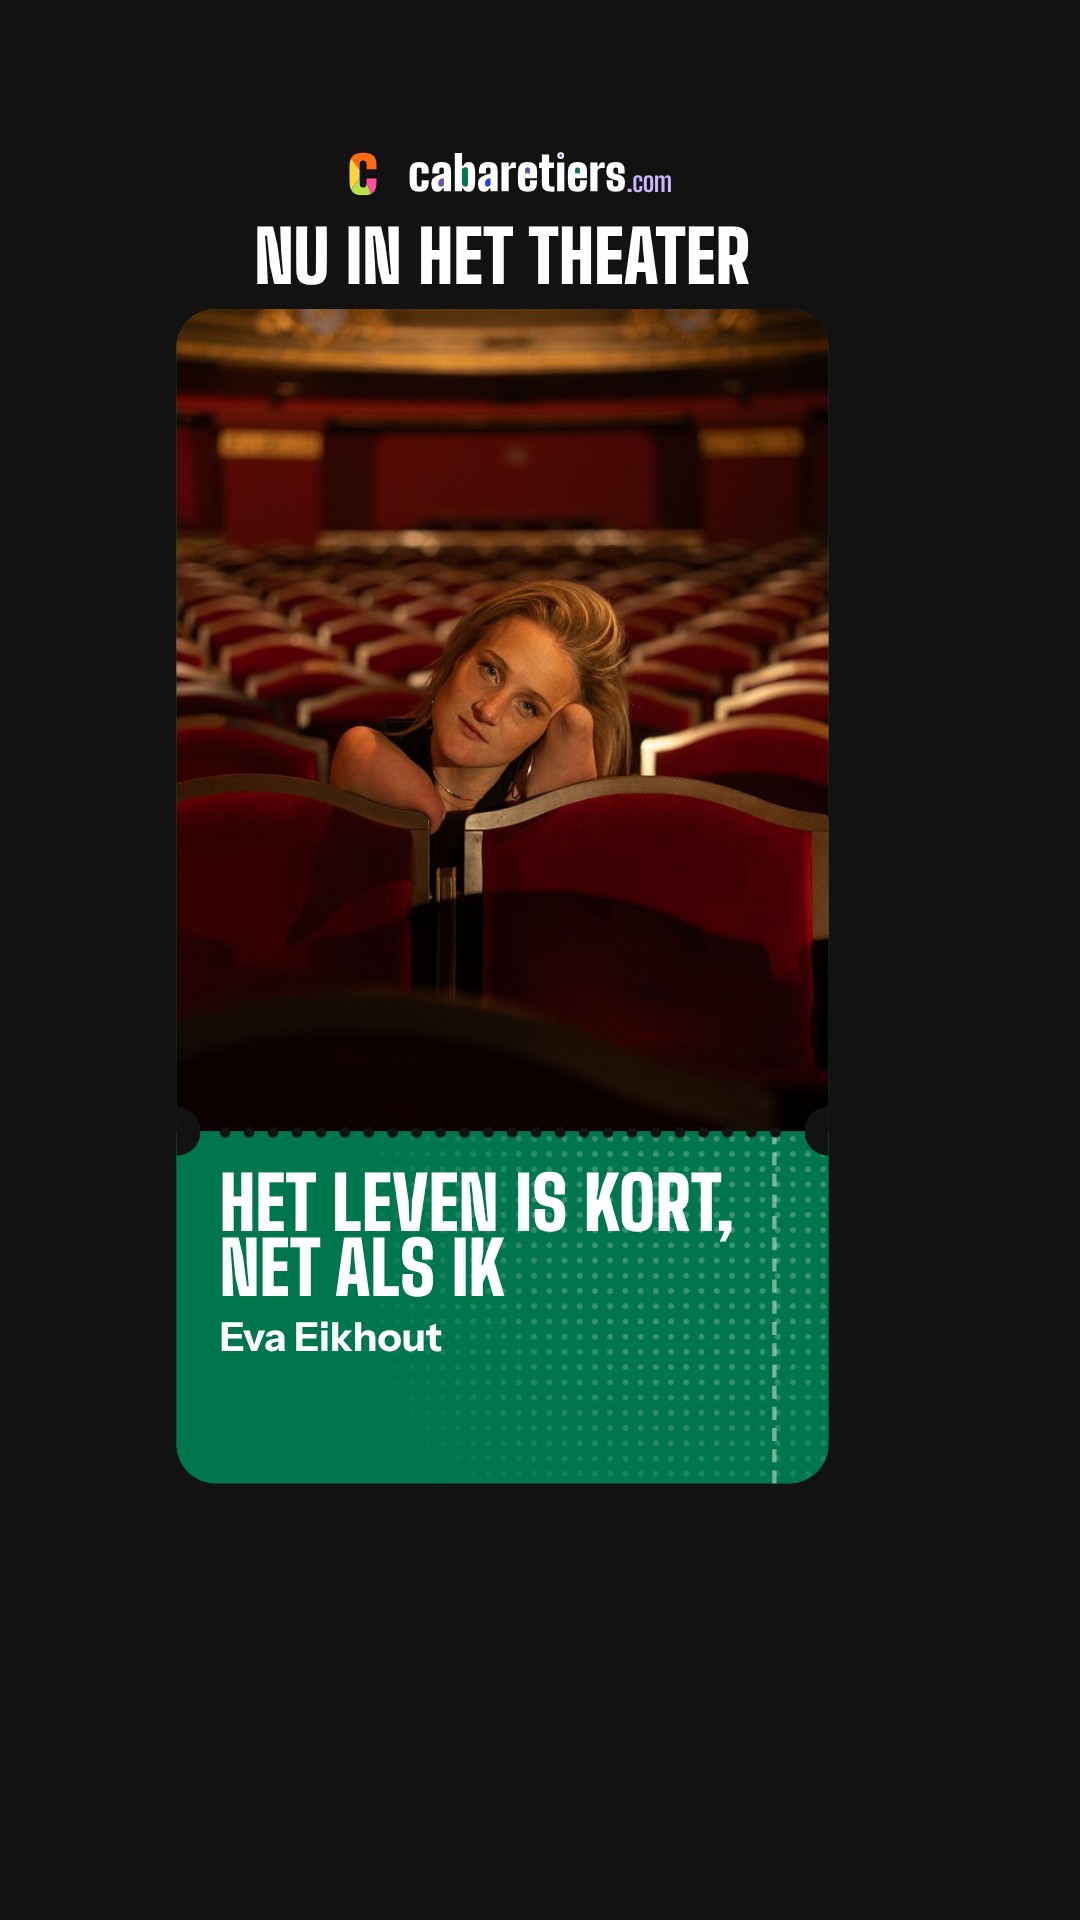 cabaretiers.com
NU IN HET THEATER
HET LEVEN IS KORT,
NET ALS IK
Eva Eikhout